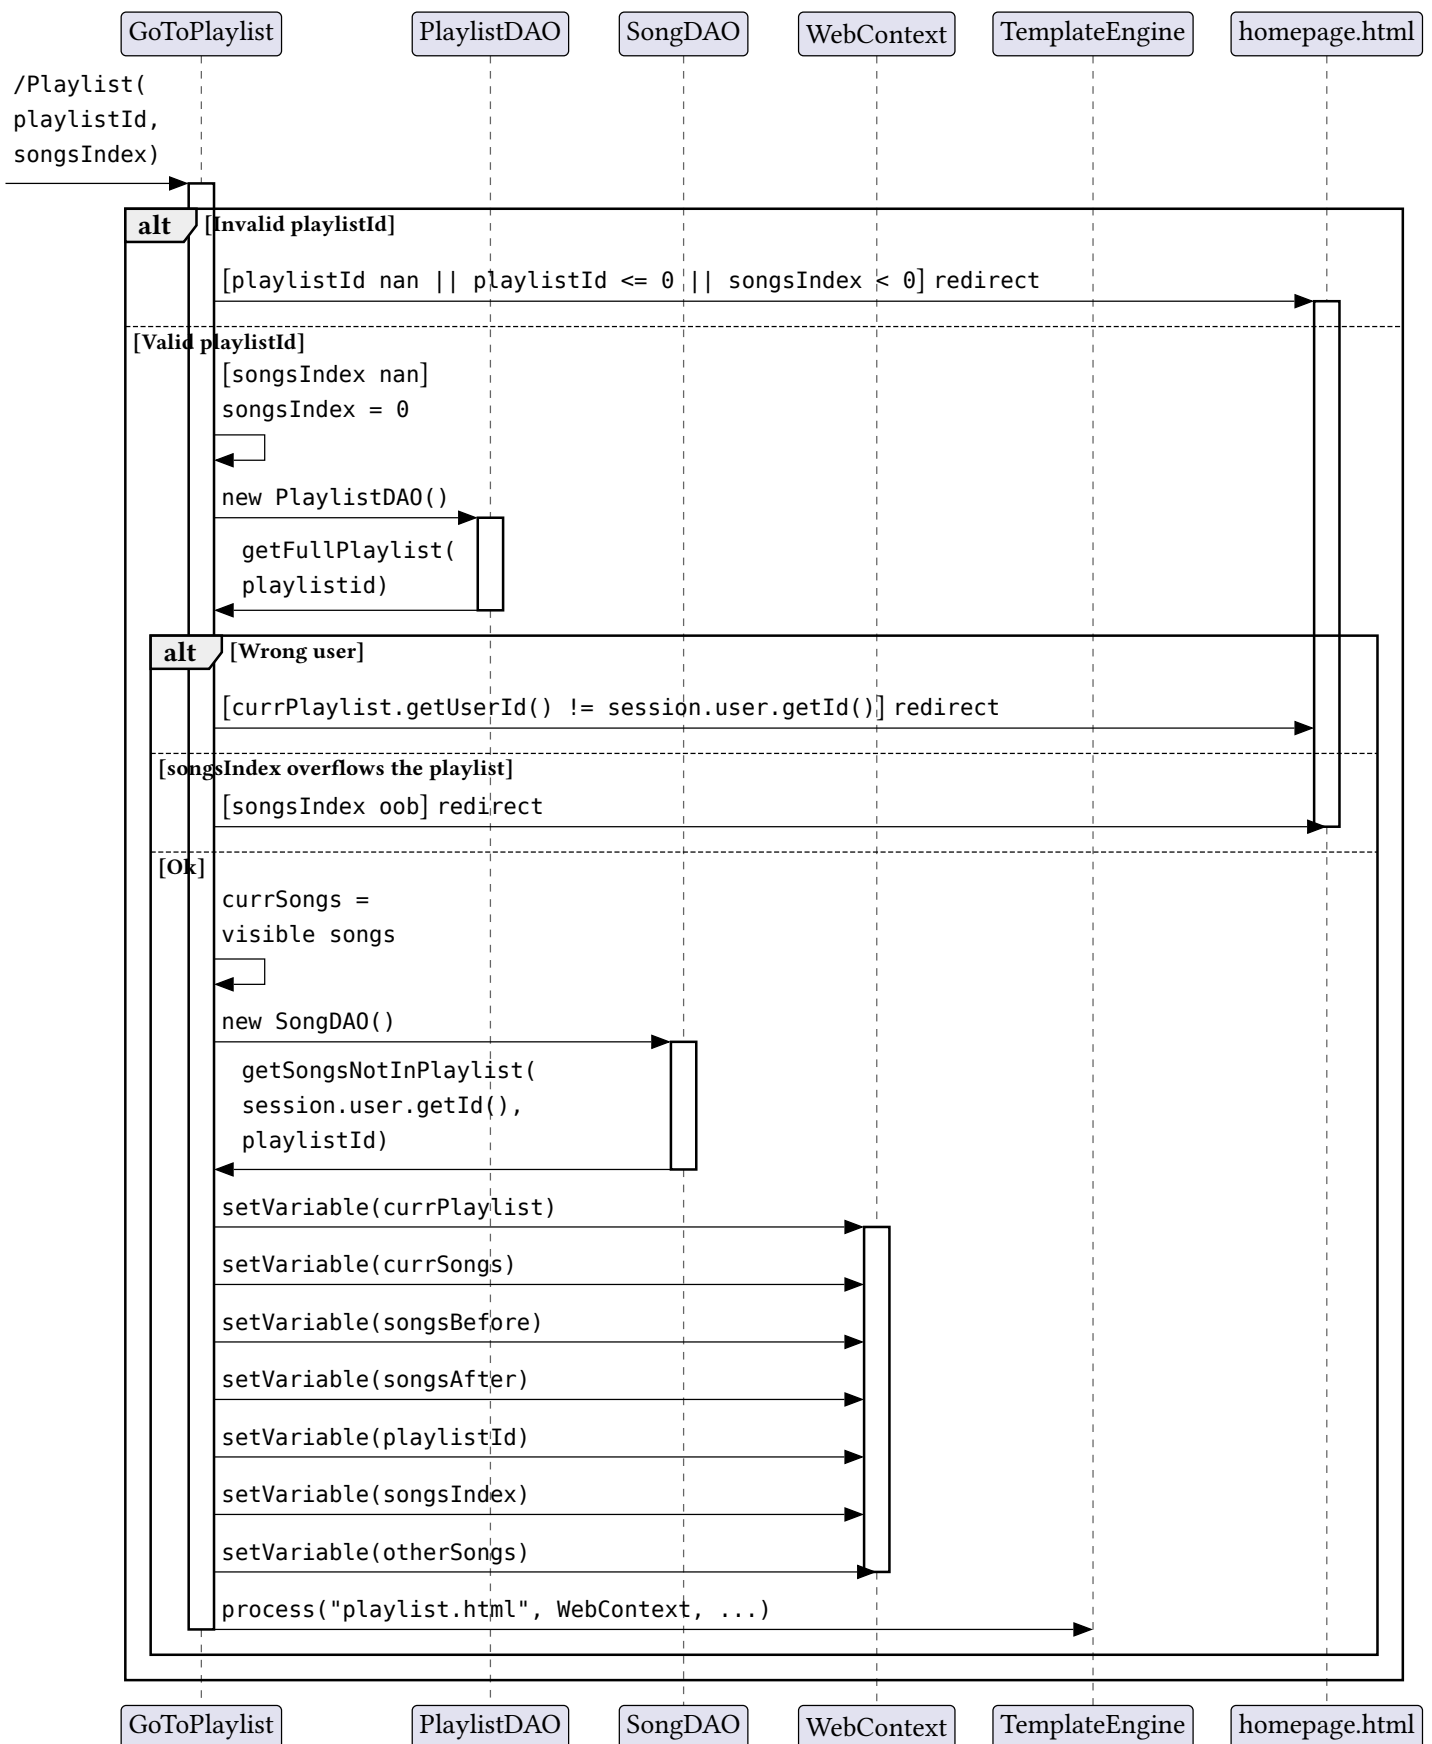 GoToPlaylist PlaylistDAO SongDAO WebContext TemplateEngine homepage.html
/Playlist(
playlistId,
songsIndex)
alt [Invalid playlistId]
[playlistId nan || playlistId <= 0 || songsIndex < 0] redirect
[Valid playlistId]
[songsIndex nan]
songsIndex = 0
new PlaylistDAO()
getFullPlaylist(
playlistid)
alt [Wrong user]
[currPlaylist.getUserId() != session.user.getId()] redirect
[songsIndex overflows the playlist]
[songsIndex oob] redirect
[Ok]
currSongs =
visible songs
new SongDAO()
getSongsNotInPlaylist(
session.user.getId(),
playlistId)
setVariable(currPlaylist)
setVariable(currSongs)
setVariable(songsBefore)
setVariable(songsAfter)
setVariable(playlistId)
setVariable(songsIndex)
setVariable(otherSongs)
process("playlist.html", WebContext, ...)
GoToPlaylist PlaylistDAO SongDAO WebContext TemplateEngine homepage.html